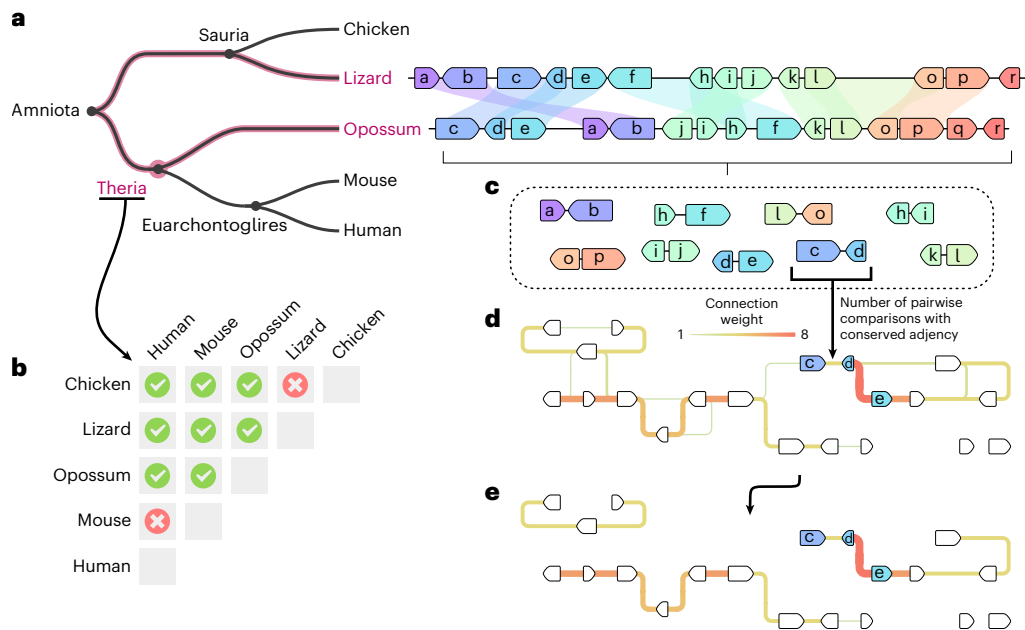 a
Sauria
Chicken
Lizard
a b c d e f h i j k l o p r
Amniota
Opossum
c d e a b j i h f k l o p q r
Theria
Mouse
Euarchontoglires
Human
c
a b h f l o h i
o p i j d e c d k l
Connection
weight
1 8
Number of pairwise
comparisons with
conserved adjency
b
Human Mouse Opossum Lizard Chicken
Chicken
Lizard
Opossum
Mouse
Human
d
c d
e
e
c d
e